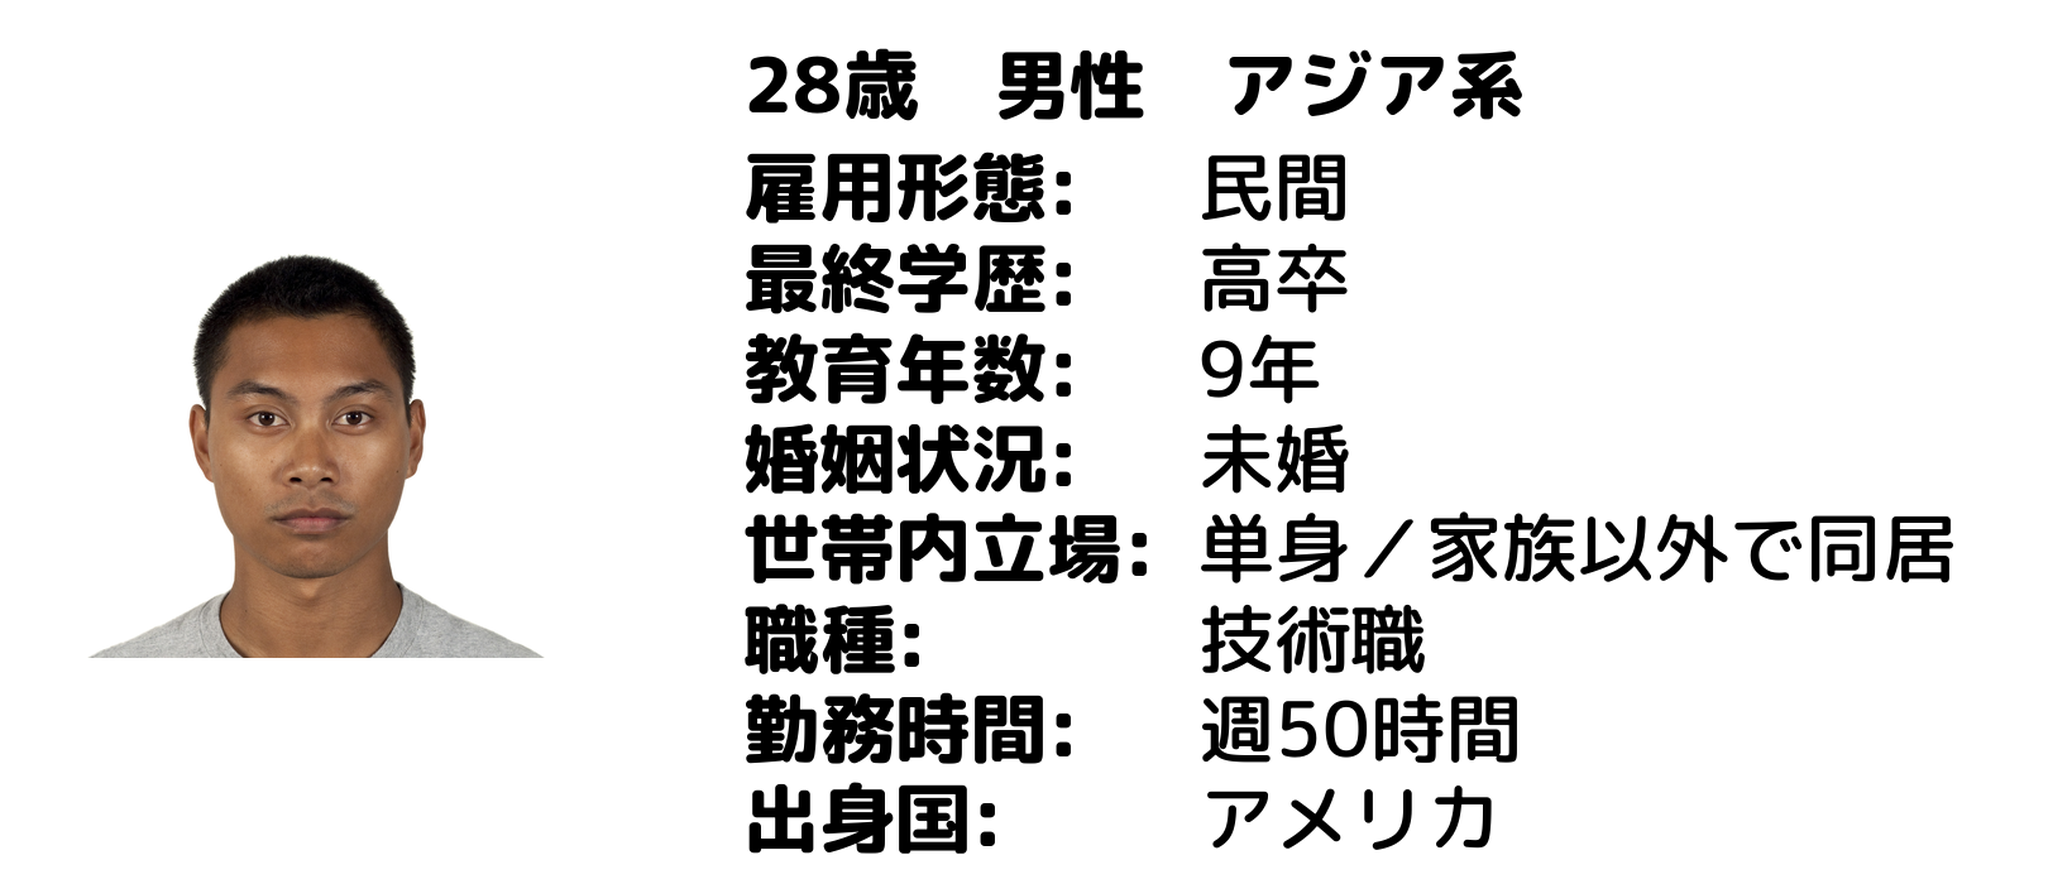 28歳　男性　アジア系
雇用形態:　民間
最終学歴:　高卒
教育年数:　9年
婚姻状況:　未婚
世帯内立場:　単身／家族以外で同居
職種:　技術職
勤務時間:　週50時間
出身国:　アメリカ